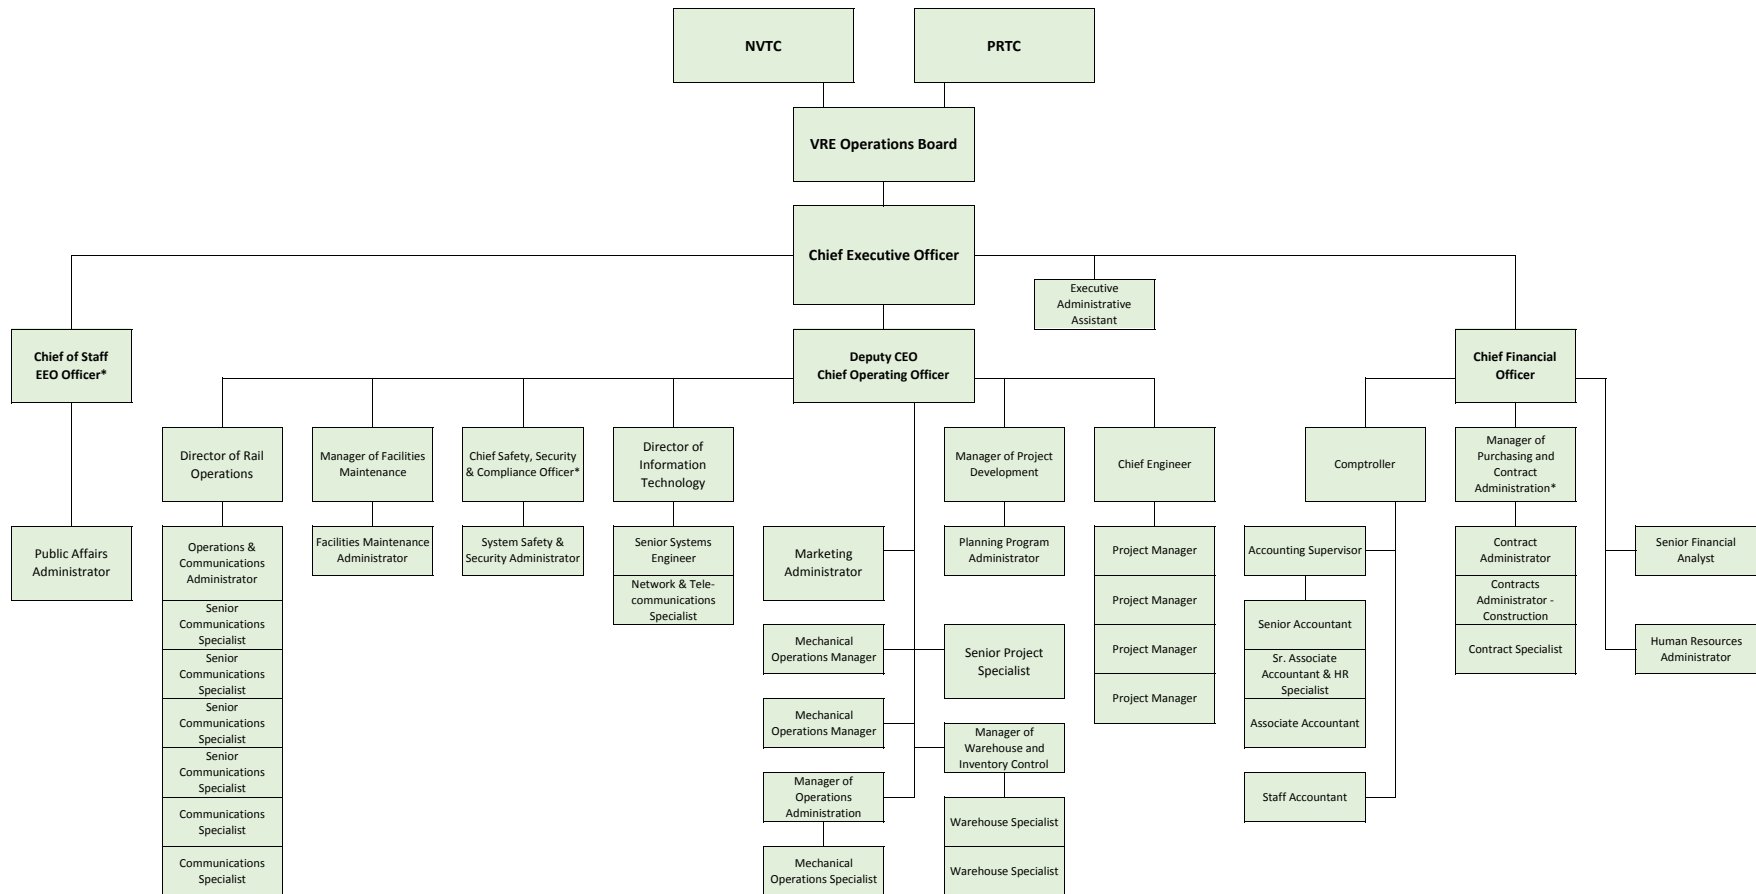 NVTC
PRTC
VRE Operations Board
Chief Executive Officer
Executive
Administrative
Assistant
Chief of Staff
EEO Officer*
Deputy CEO
Chief Operating Officer
Chief Financial
Officer
Director of Rail
Operations
Manager of Facilities
Maintenance
Chief Safety, Security
& Compliance Officer*
Director of
Information
Technology
Manager of Project
Development
Chief Engineer
Comptroller
Manager of
Purchasing and
Contract
Administration*
Public Affairs
Administrator
Operations &
Communications
Administrator
Senior
Communications
Specialist
Senior
Communications
Specialist
Senior
Communications
Specialist
Senior
Communications
Specialist
Communications
Specialist
Communications
Specialist
Facilities Maintenance
Administrator
System Safety &
Security Administrator
Senior Systems
Engineer
Network & Tele-
communications
Specialist
Marketing
Administrator
Mechanical
Operations Manager
Mechanical
Operations Manager
Manager of
Operations
Administration
Mechanical
Operations Specialist
Planning Program
Administrator
Senior Project
Specialist
Manager of
Warehouse and
Inventory Control
Warehouse Specialist
Warehouse Specialist
Project Manager
Project Manager
Project Manager
Project Manager
Accounting Supervisor
Senior Accountant
Sr. Associate
Accountant & HR
Specialist
Associate Accountant
Staff Accountant
Contract
Administrator
Contracts
Administrator -
Construction
Contract Specialist
Senior Financial
Analyst
Human Resources
Administrator